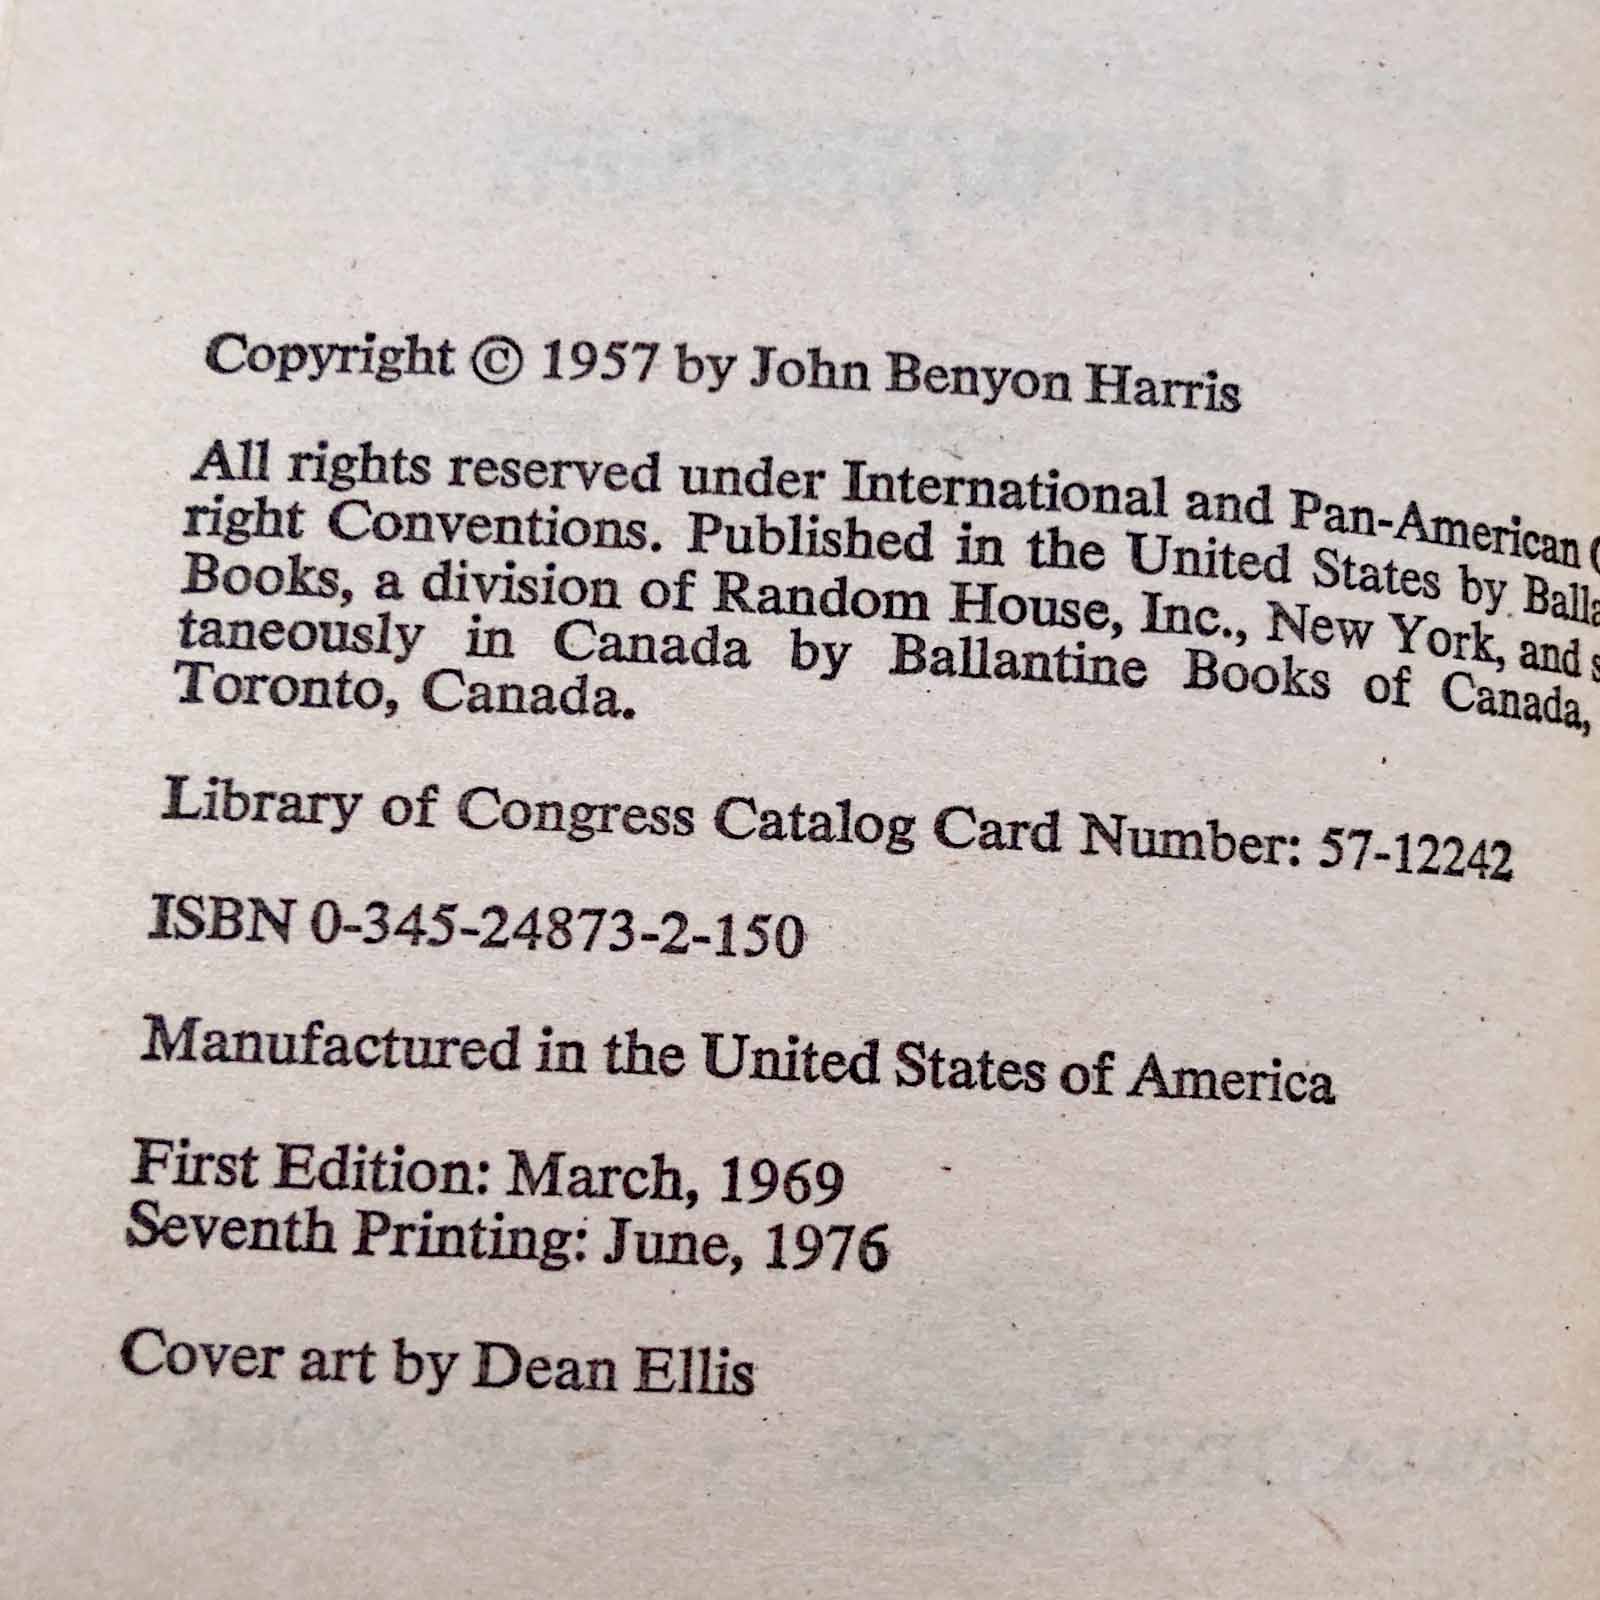 Copyright © 1957 by John Benyon Harris
All rights reserved under International and Pan-American
right Conventions. Published in the United States by
Books, a division of Random House, Inc., New York, and
taneously in Canada by Ballantine Books of Canada,
Toronto, Canada.
Library of Congress Catalog Card Number: 57-12242
ISBN 0-345-24873-2-150
Manufactured in the United States of America
First Edition: March, 1969
Seventh Printing: June, 1976
Cover art by Dean Ellis